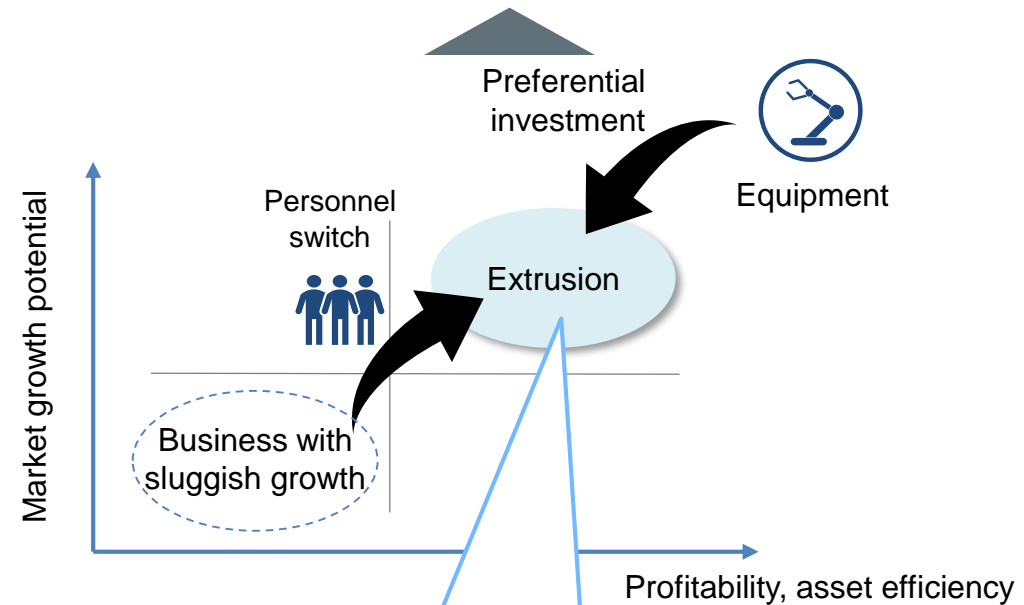 Preferential
investment
Equipment
Personnel
switch
Extrusion
Market growth potential
Business with
sluggish growth
Profitability, asset efficiency